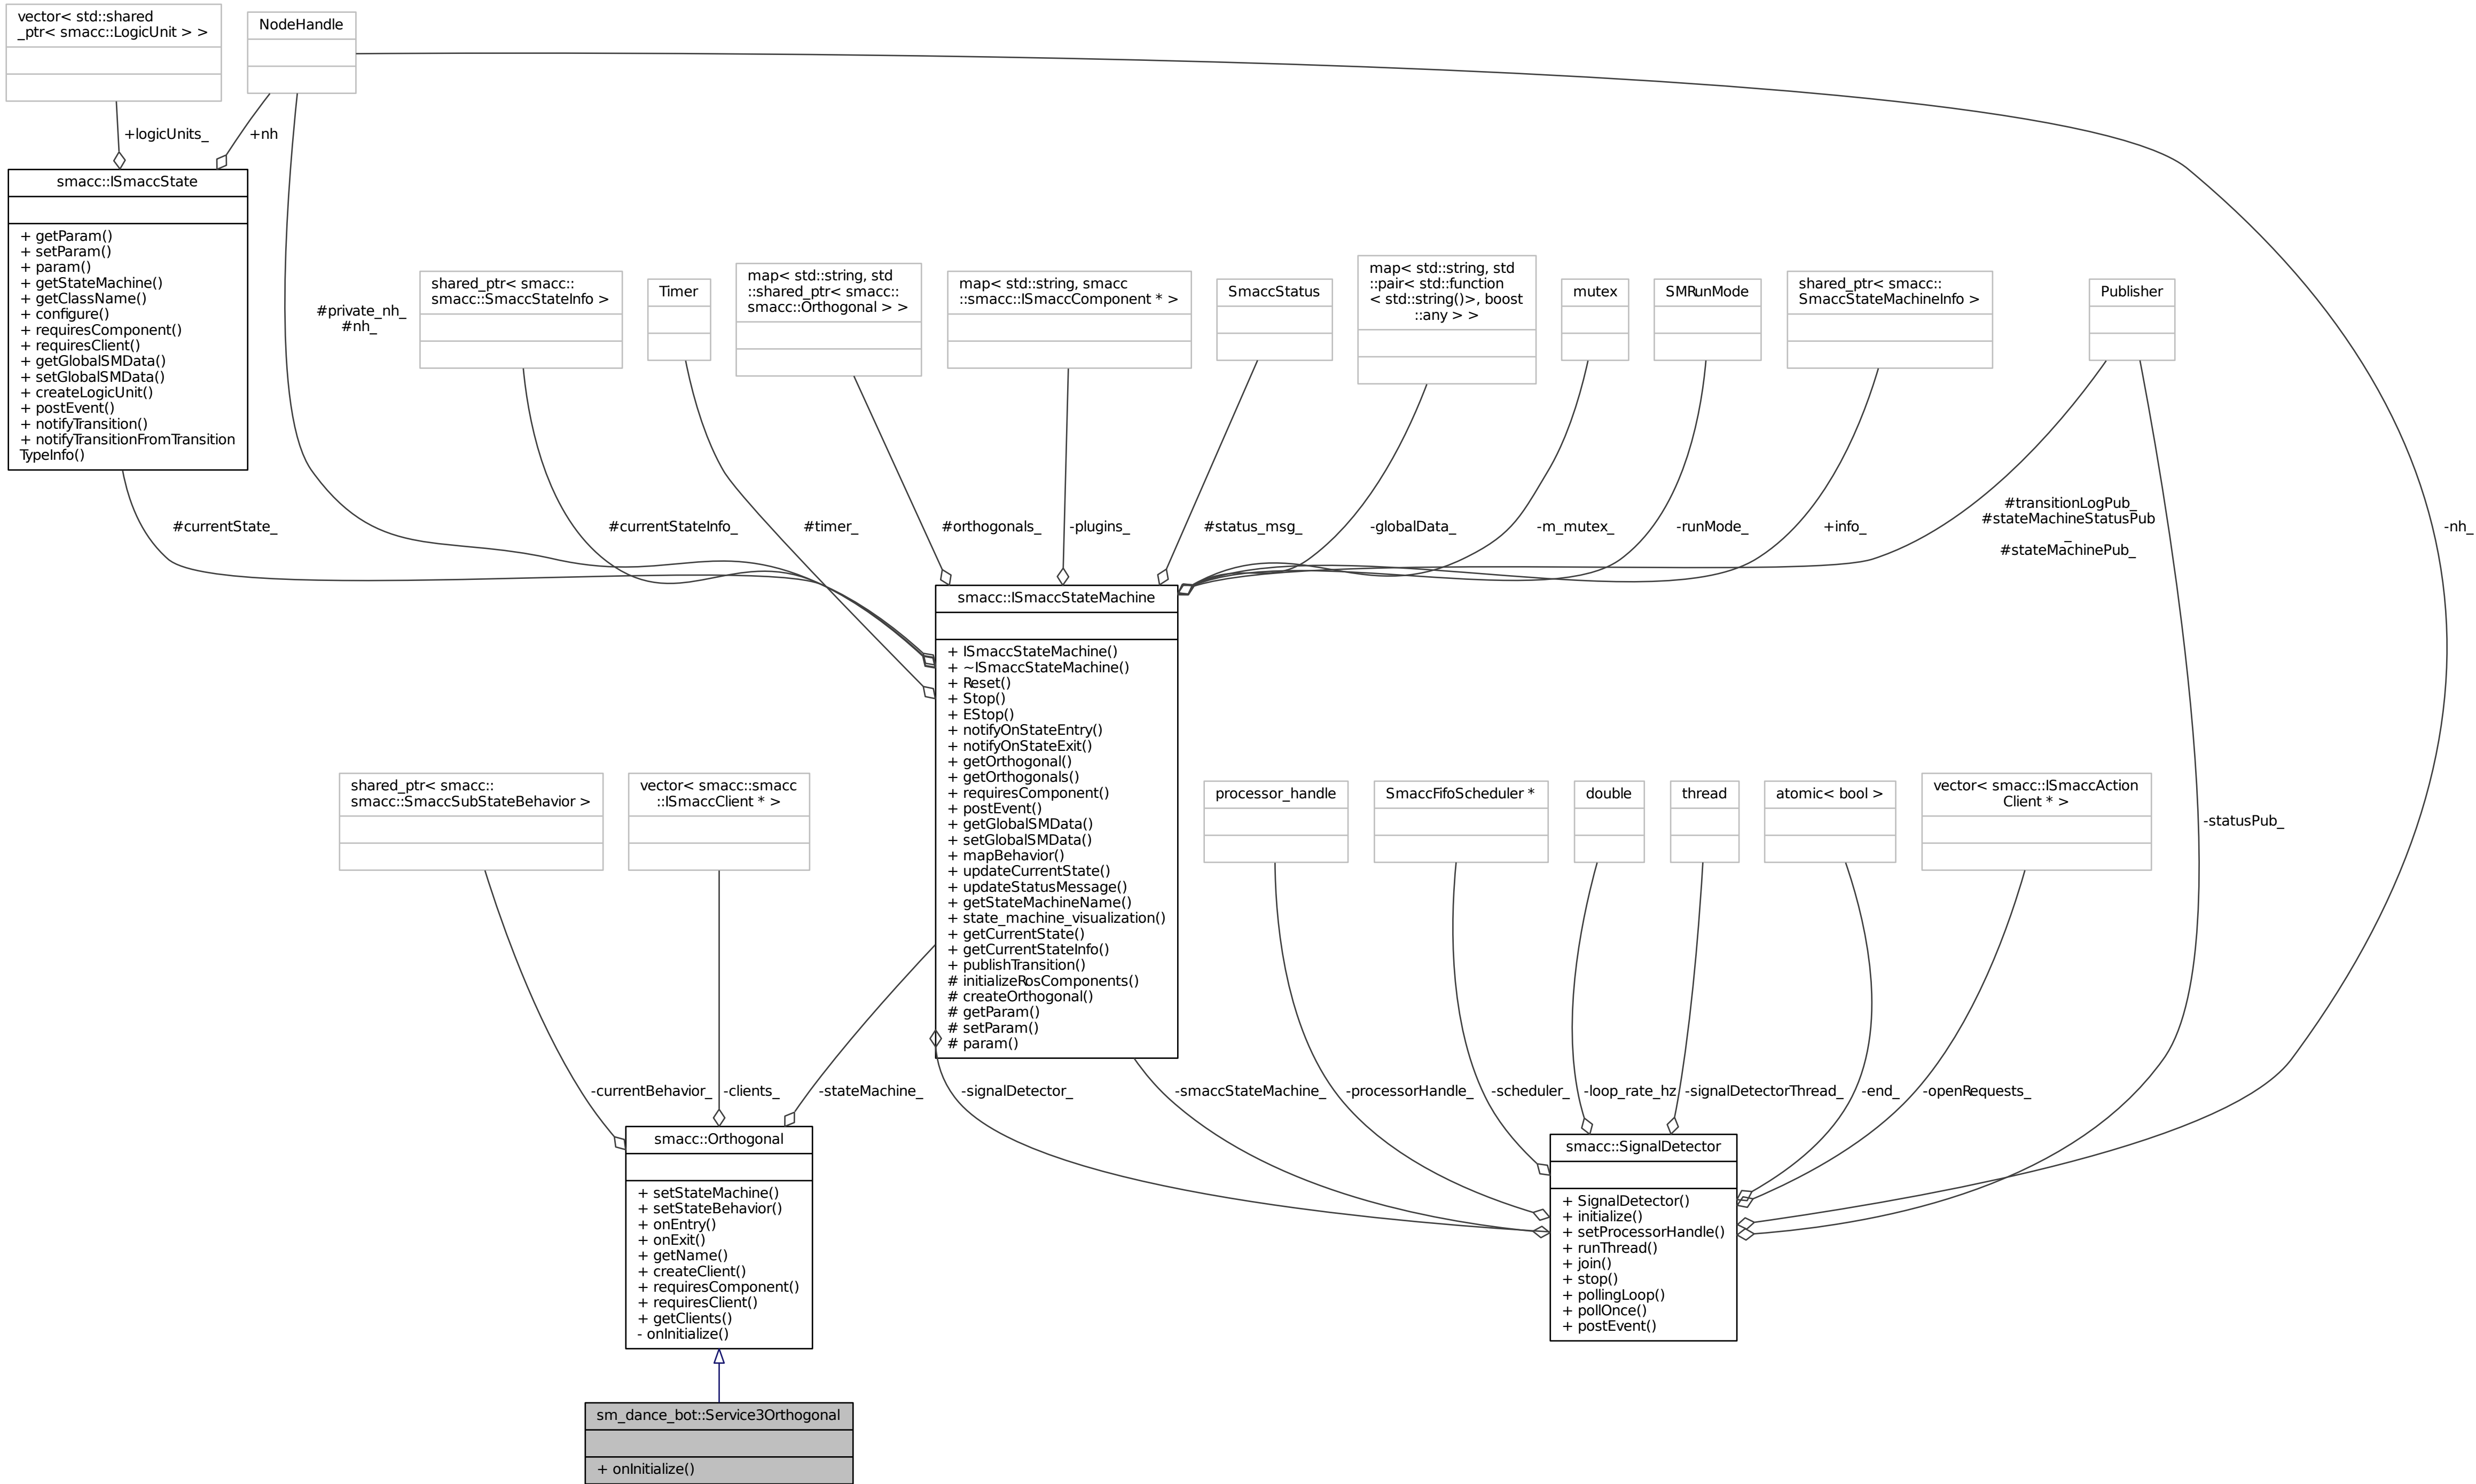 vector< std::shared
_ptr< smacc::LogicUnit > >
NodeHandle
+logicUnits_
+nh
smacc::ISmaccState
+ getParam()
+ setParam()
+ param()
+ getStateMachine()
+ getClassName()
+ configure()
+ requiresComponent()
+ requiresClient()
+ getGlobalSMData()
+ setGlobalSMData()
+ createLogicUnit()
+ postEvent()
+ notifyTransition()
+ notifyTransitionFromTransition
TypeInfo()
#private_nh_
#nh_
shared_ptr< smacc::
smacc::SmaccStateInfo >
Timer
map< std::string, std
::shared_ptr< smacc::
smacc::Orthogonal > >
map< std::string, smacc
::smacc::ISmaccComponent * >
SmaccStatus
map< std::string, std
::pair< std::function
< std::string()>, boost
::any > >
mutex
SMRunMode
shared_ptr< smacc::
SmaccStateMachineInfo >
Publisher
#currentState_
#currentStateInfo_
#timer_
#orthogonals_
-plugins_
#status_msg_
-globalData_
-m_mutex_
-runMode_
+info_
#transitionLogPub_
#stateMachineStatusPub
_
#stateMachinePub_
-nh_
smacc::ISmaccStateMachine
+ ISmaccStateMachine()
+ ~ISmaccStateMachine()
+ Reset()
+ Stop()
+ EStop()
+ notifyOnStateEntry()
+ notifyOnStateExit()
+ getOrthogonal()
+ getOrthogonals()
+ requiresComponent()
+ postEvent()
+ getGlobalSMData()
+ setGlobalSMData()
+ mapBehavior()
+ updateCurrentState()
+ updateStatusMessage()
+ getStateMachineName()
+ state_machine_visualization()
+ getCurrentState()
+ getCurrentStateInfo()
+ publishTransition()
# initializeRosComponents()
# createOrthogonal()
# getParam()
# setParam()
# param()
shared_ptr< smacc::
smacc::SmaccSubStateBehavior >
vector< smacc::smacc
::ISmaccClient * >
processor_handle
SmaccFifoScheduler *
double
thread
atomic< bool >
vector< smacc::ISmaccAction
Client * >
-statusPub_
-currentBehavior_
-clients_
-stateMachine_
-signalDetector_
-smaccStateMachine_
-processorHandle_
-scheduler_
-loop_rate_hz
-signalDetectorThread_
-end_
-openRequests_
smacc::Orthogonal
+ setStateMachine()
+ setStateBehavior()
+ onEntry()
+ onExit()
+ getName()
+ createClient()
+ requiresComponent()
+ requiresClient()
+ getClients()
- onInitialize()
smacc::SignalDetector
+ SignalDetector()
+ initialize()
+ setProcessorHandle()
+ runThread()
+ join()
+ stop()
+ pollingLoop()
+ pollOnce()
+ postEvent()
sm_dance_bot::Service3Orthogonal
+ onInitialize()